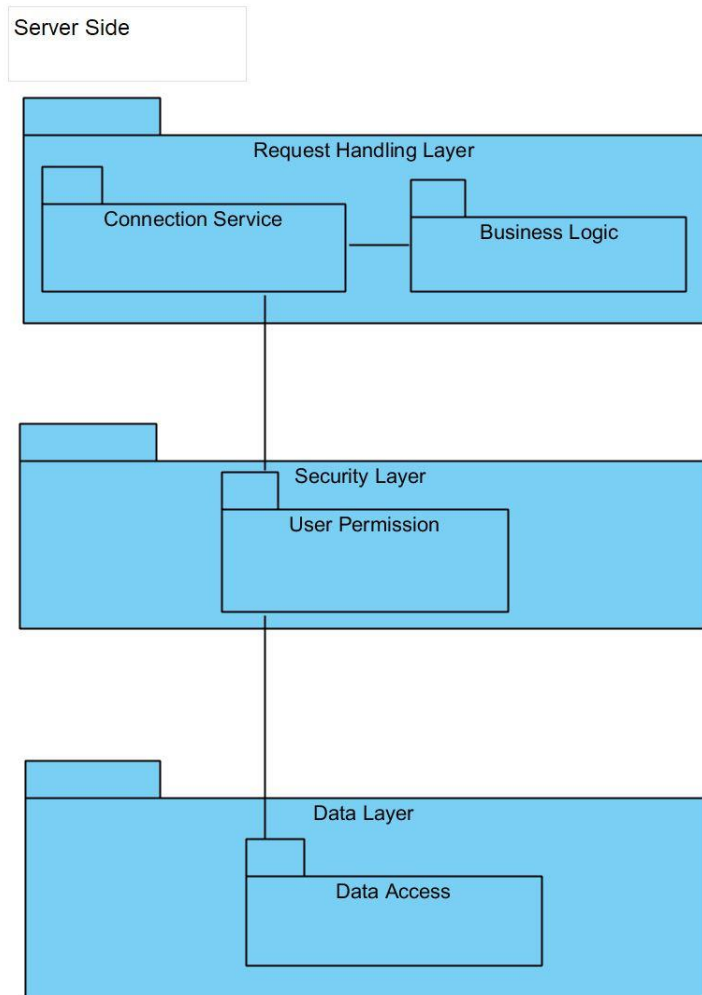 Server Side
Request Handling Layer
Connection Service
Business Logic
Security Layer
User Permission
Data Layer
Data Access